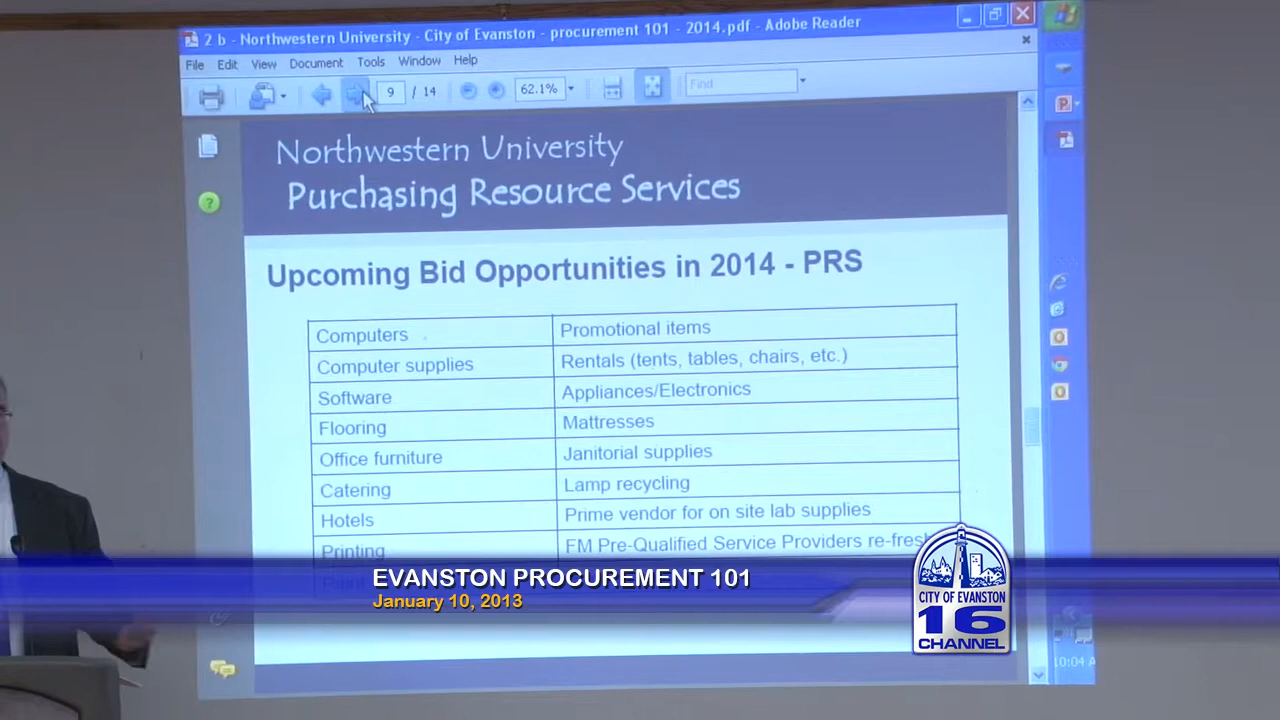 2 b - Northwestern University - City of Evanston - procurement 101 - 2014.pdf - Adobe Reader
File Edit View Document Tools Window Help
9 / 14 62.1% Find
Northwestern University
Purchasing Resource Services
Upcoming Bid Opportunities in 2014 - PRS
Computers Promotional items
Computer supplies Rentals (tents, tables, chairs, etc.)
Software Appliances/Electronics
Flooring Mattresses
Office furniture Janitorial supplies
Catering Lamp recycling
Hotels Prime vendor for on site lab supplies
Printing FM Pre-Qualified Service Providers
EVANSTON PROCUREMENT 101
January 10, 2013
CITY OF EVANSTON
16
CHANNEL
10:04